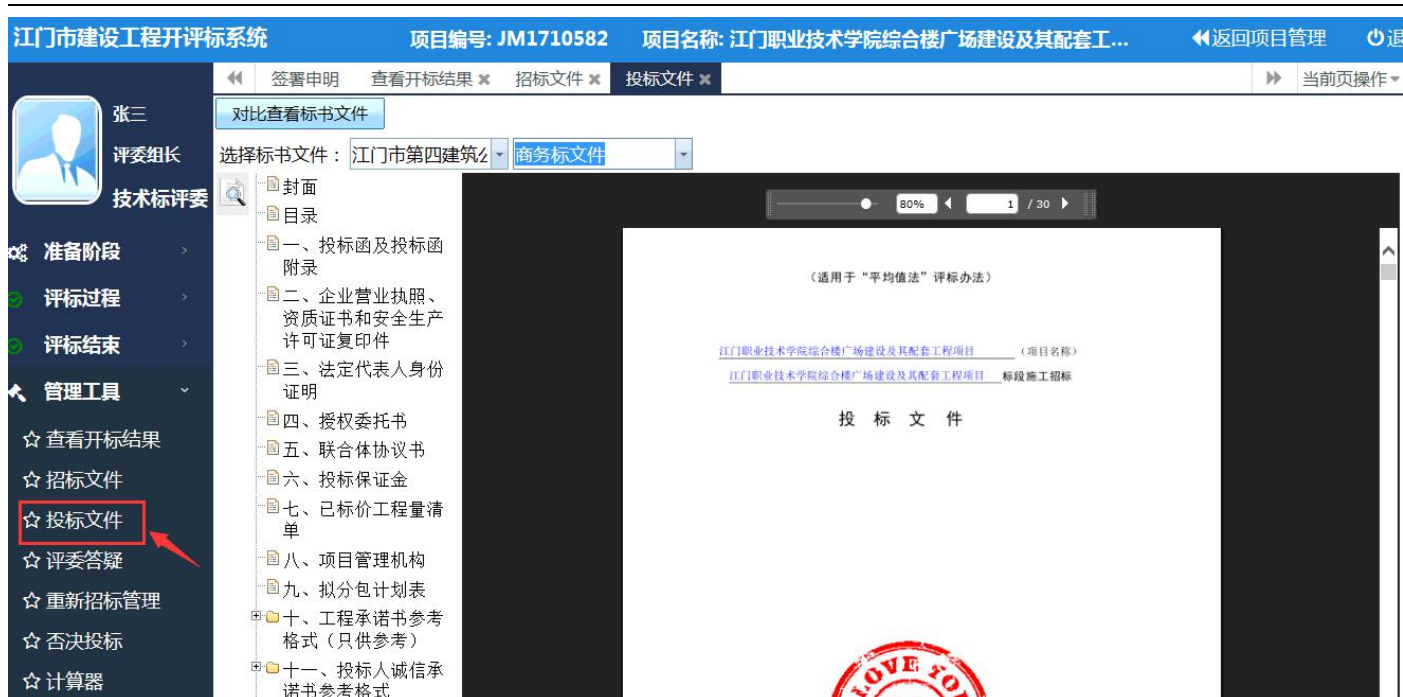 江门市建设工程开评标系统
项目编号: JM1710582
项目名称: 江门职业技术学院综合楼广场建设及其配套工...
返回项目管理
退
签署申明
查看开标结果
招标文件
投标文件
当前页操作
张三
评委组长
技术标评委
准备阶段
评标过程
评标结束
管理工具
查看开标结果
招标文件
投标文件
评委答疑
重新招标管理
否决投标
计算器
对比查看标书文件
选择标书文件：
江门市第四建筑
商务标文件
封面
目录
一、投标函及投标函
附录
二、企业营业执照、
资质证书和安全生产
许可证复印件
三、法定代表人身份
证明
四、授权委托书
五、联合体协议书
六、投标保证金
七、已标价工程量清
单
八、项目管理机构
九、拟分包计划表
十、工程承诺书参考
格式（只供参考）
十一、投标人诚信承
诺书参考格式
80%
1 / 30
（适用于“平均值法”评标办法）
江门职业技术学院综合楼广场建设及其配套工程项目 （项目名称）
江门职业技术学院综合楼广场建设及其配套工程项目 标段施工招标
投 标 文 件
LOVE YOU